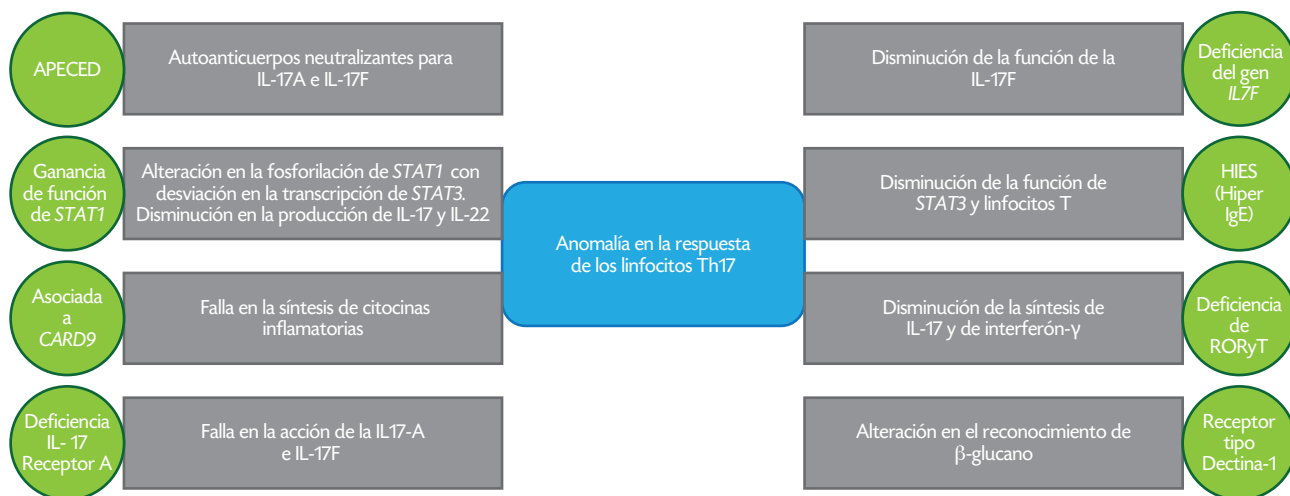 APECED
Autoanticuerpos neutralizantes para
IL-17A e IL-17F
Ganancia
de función
de STAT1
Alteración en la fosforilación de STAT1 con
desviación en la transcripción de STAT3.
Disminución en la producción de IL-17 y IL-22
Asociada
a
CARD9
Falla en la síntesis de citocinas
inflamatorias
Deficiencia
IL- 17
Receptor A
Falla en la acción de la IL17-A
e IL-17F
Anomalía en la respuesta
de los linfocitos Th17
Disminución de la función de la
IL-17F
Deficiencia
del gen
IL7F
Disminución de la función de
STAT3 y linfocitos T
HIES
(Hiper
IgE)
Disminución de la síntesis de
IL-17 y de interferón-γ
Deficiencia
de
RORyT
Alteración en el reconocimiento de
β-glucano
Receptor
tipo
Dectina-1